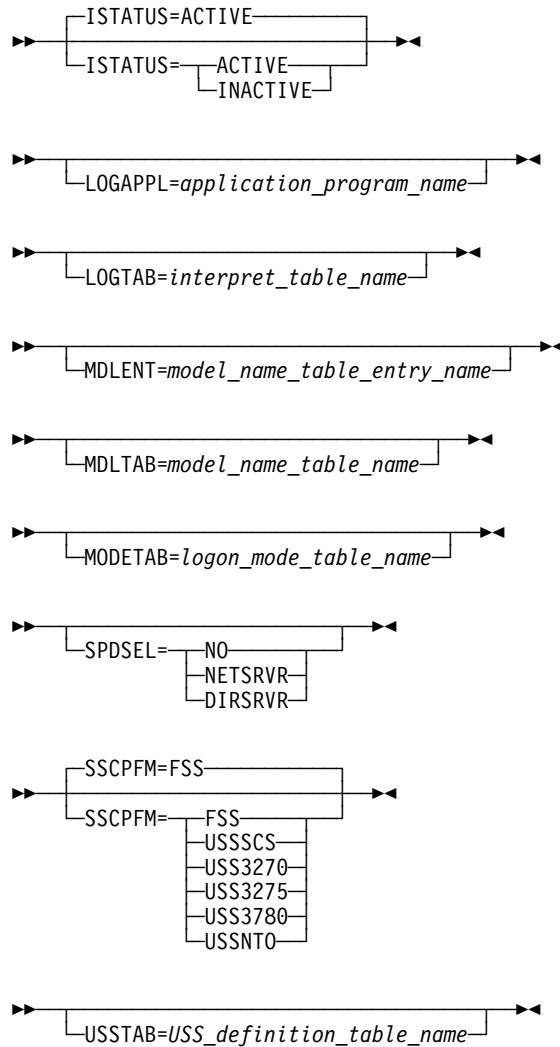 ISTATUS=ACTIVE
ISTATUS= ACTIVE
INACTIVE
LOGAPPL=application_program_name
LOGTAB=interpret_table_name
MDLENT=model_name_table_entry_name
MDLTAB=model_name_table_name
MODETAB=logon_mode_table_name
SPDSEL= NO
NETSRVR
DIRSRVR
SSCPFM=FSS
SSCPFM= FSS
USSSCS
USS3270
USS3275
USS3780
USSNTO
USSTAB=USS_definition_table_name